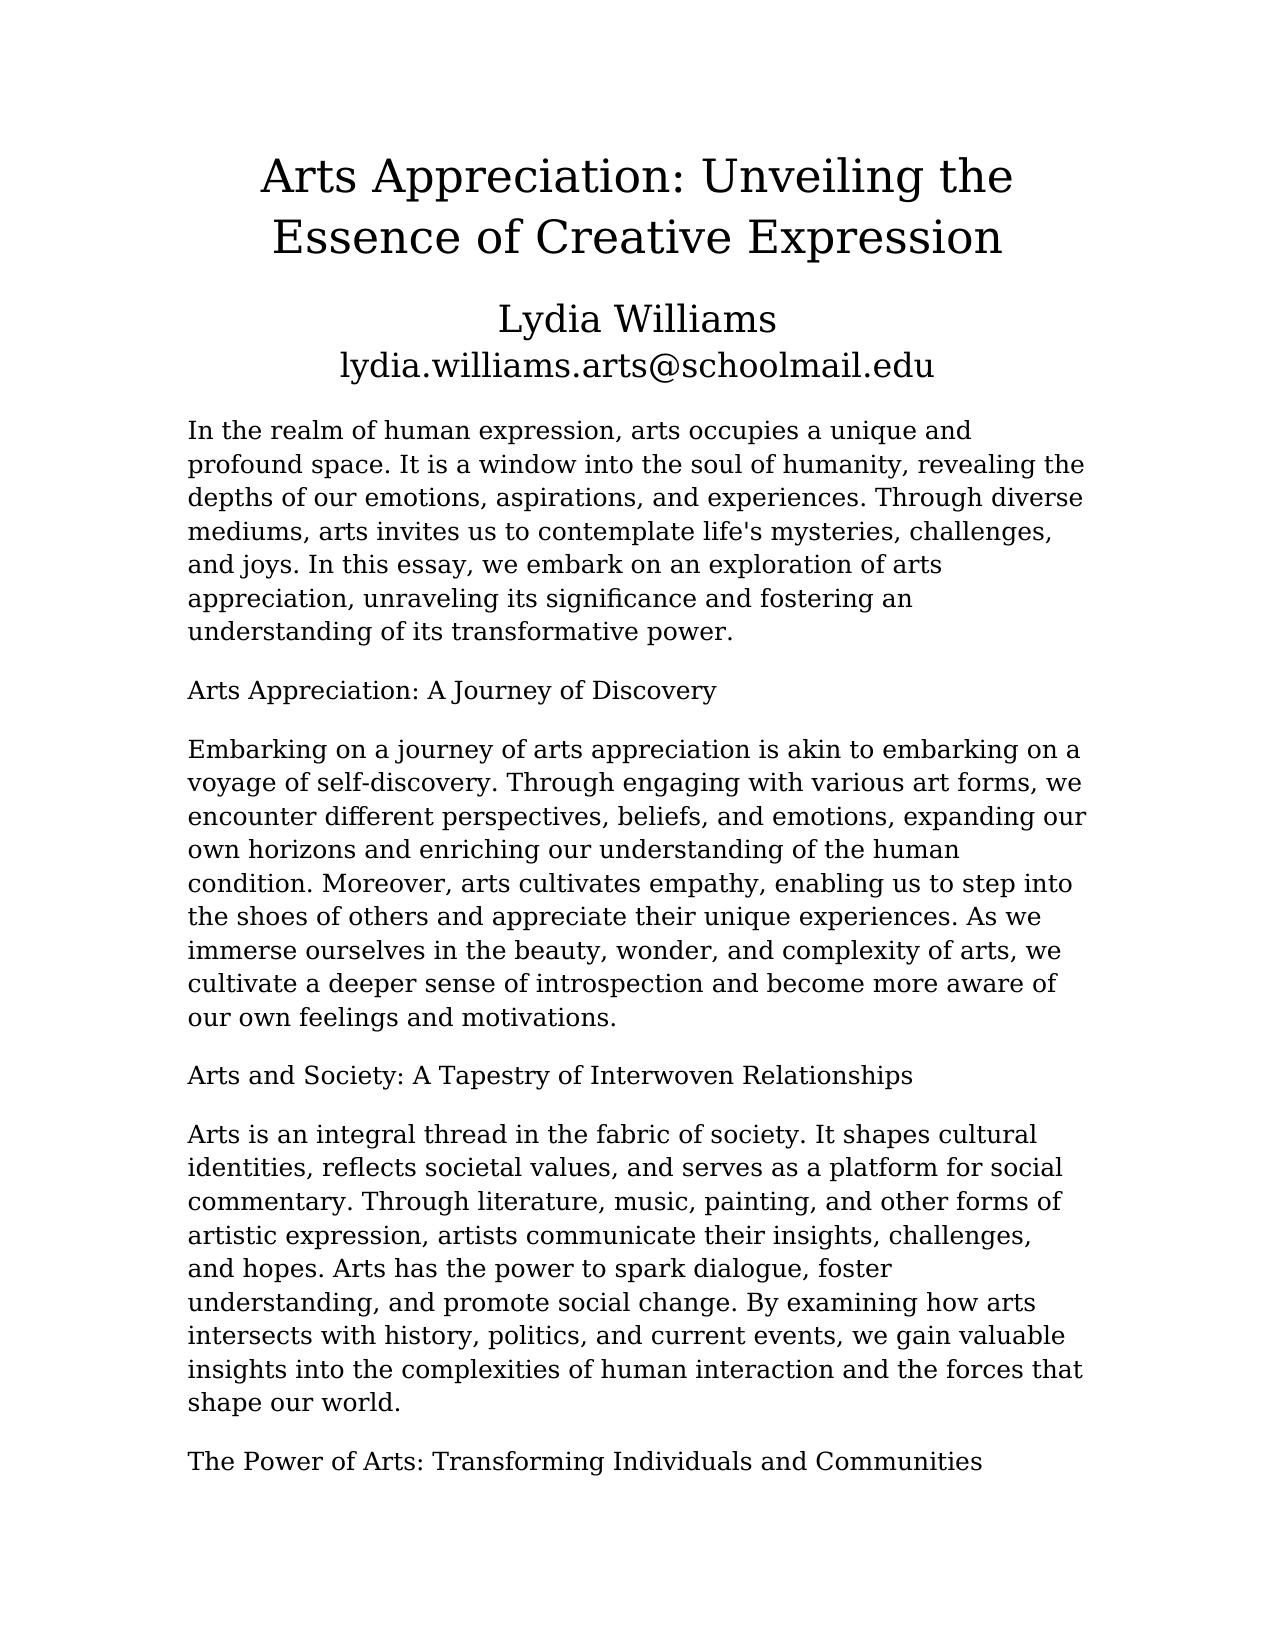 Arts Appreciation: Unveiling the
Essence of Creative Expression
Lydia Williams
lydia.williams.arts@schoolmail.edu
In the realm of human expression, arts occupies a unique and
profound space. It is a window into the soul of humanity, revealing the
depths of our emotions, aspirations, and experiences. Through diverse
mediums, arts invites us to contemplate life's mysteries, challenges,
and joys. In this essay, we embark on an exploration of arts
appreciation, unraveling its significance and fostering an
understanding of its transformative power.
Arts Appreciation: A Journey of Discovery
Embarking on a journey of arts appreciation is akin to embarking on a
voyage of self-discovery. Through engaging with various art forms, we
encounter different perspectives, beliefs, and emotions, expanding our
own horizons and enriching our understanding of the human
condition. Moreover, arts cultivates empathy, enabling us to step into
the shoes of others and appreciate their unique experiences. As we
immerse ourselves in the beauty, wonder, and complexity of arts, we
cultivate a deeper sense of introspection and become more aware of
our own feelings and motivations.
Arts and Society: A Tapestry of Interwoven Relationships
Arts is an integral thread in the fabric of society. It shapes cultural
identities, reflects societal values, and serves as a platform for social
commentary. Through literature, music, painting, and other forms of
artistic expression, artists communicate their insights, challenges,
and hopes. Arts has the power to spark dialogue, foster
understanding, and promote social change. By examining how arts
intersects with history, politics, and current events, we gain valuable
insights into the complexities of human interaction and the forces that
shape our world.
The Power of Arts: Transforming Individuals and Communities